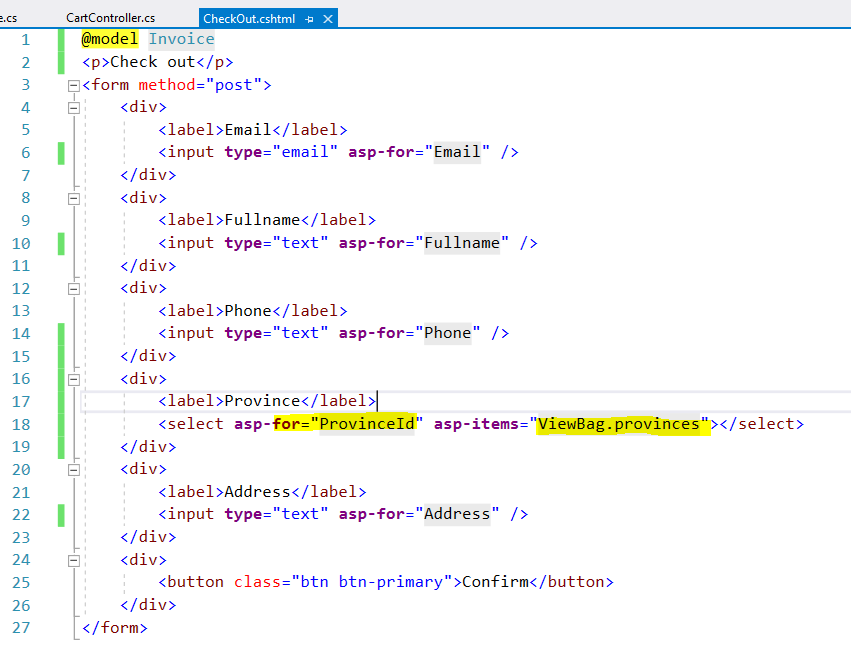 e.cs CartController.cs CheckOut.cshtml
1 @model Invoice
2 <p>Check out</p>
3 <form method="post">
4 <div>
5 <label>Email</label>
6 <input type="email" asp-for="Email" />
7 </div>
8 <div>
9 <label>Fullname</label>
10 <input type="text" asp-for="Fullname" />
11 </div>
12 <div>
13 <label>Phone</label>
14 <input type="text" asp-for="Phone" />
15 </div>
16 <div>
17 <label>Province</label>
18 <select asp-for="ProvinceId" asp-items="ViewBag.provinces"></select>
19 </div>
20 <div>
21 <label>Address</label>
22 <input type="text" asp-for="Address" />
23 </div>
24 <div>
25 <button class="btn btn-primary">Confirm</button>
26 </div>
27 </form>